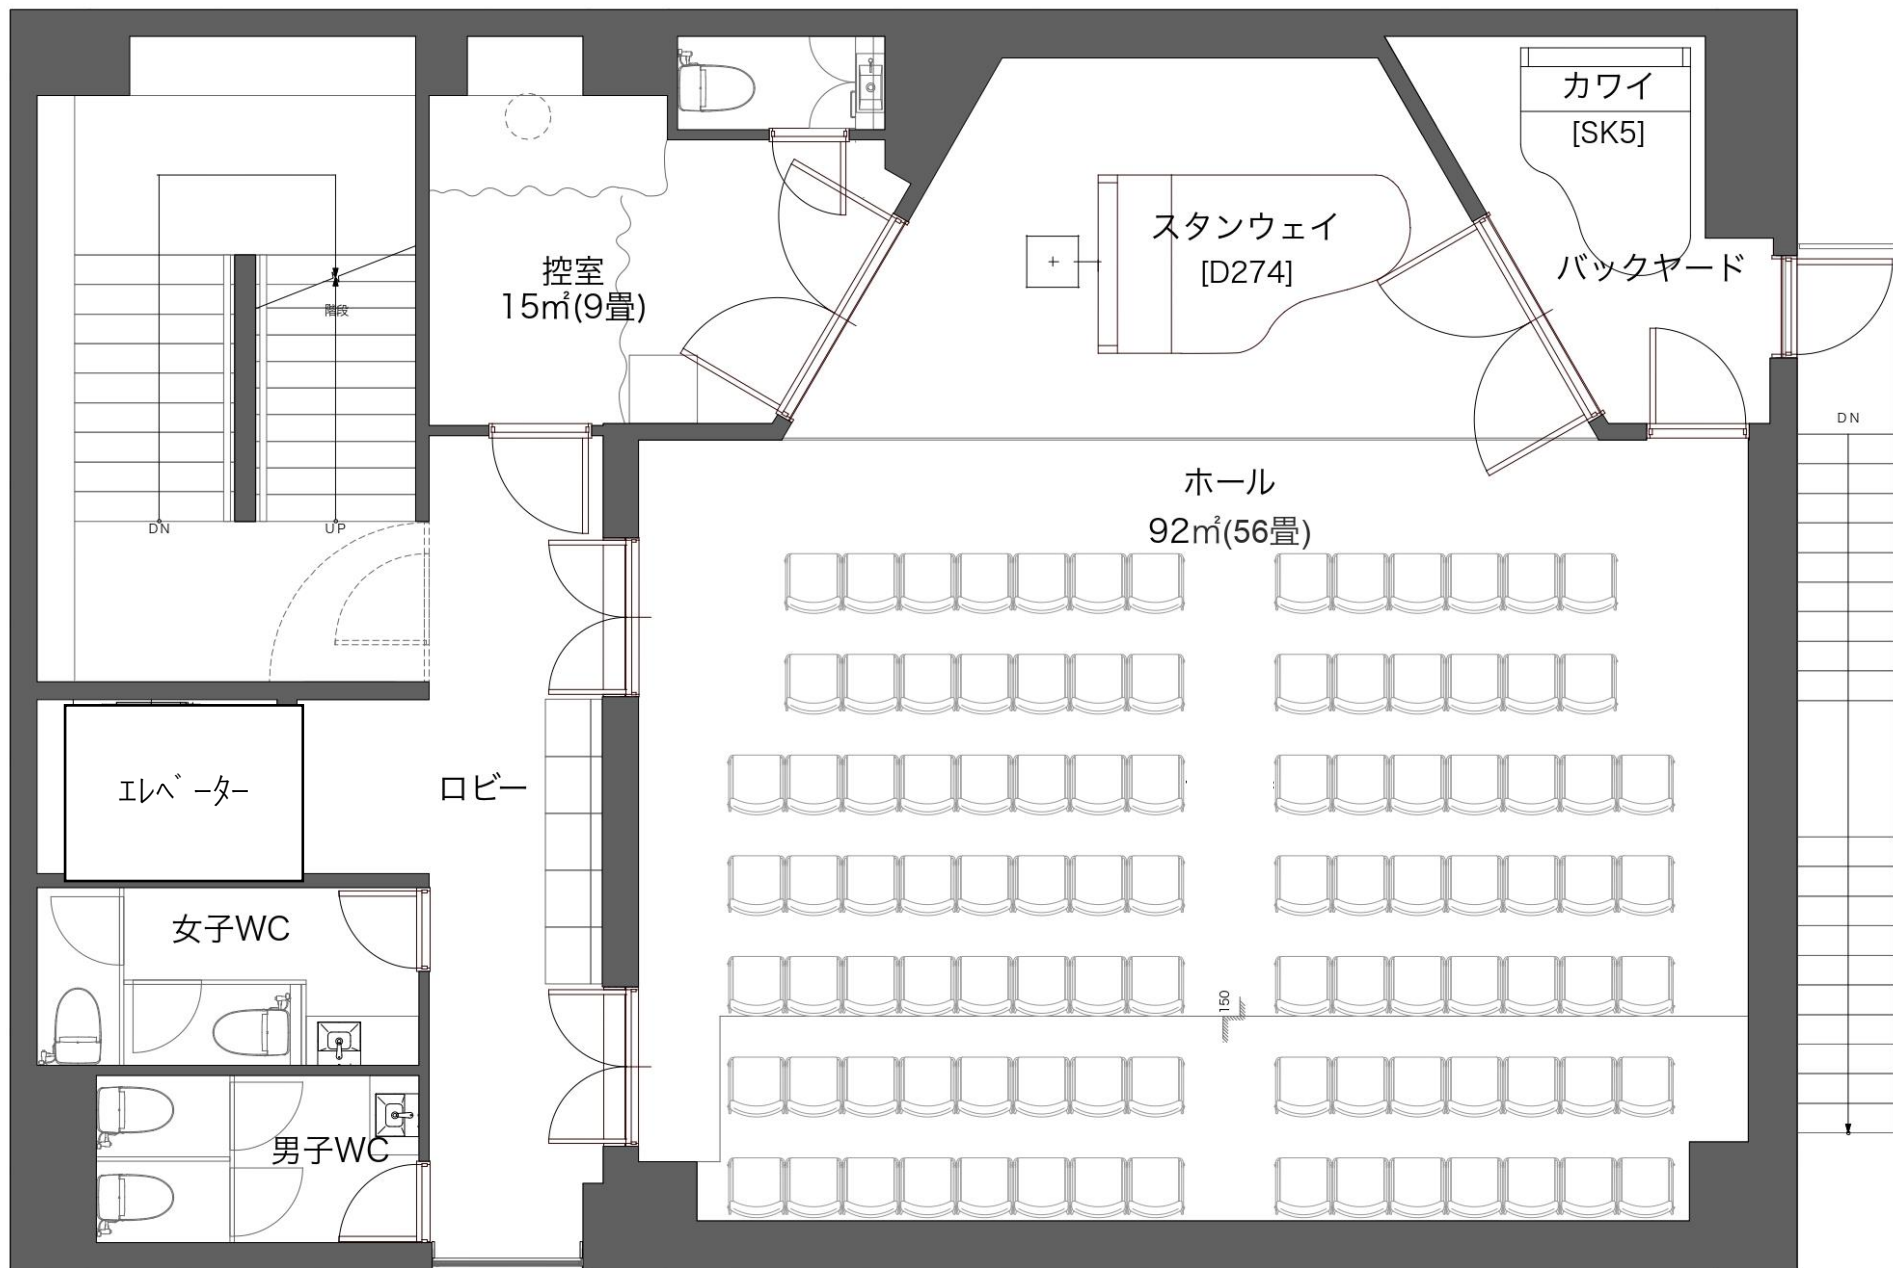 カワイ
[SK5]
スタンウェイ
[D274]
バックヤード
控室
15㎡(9畳)
階段
DN
UP
DN
ホール
92㎡(56畳)
エレベーター
ロビー
女子WC
150
男子WC